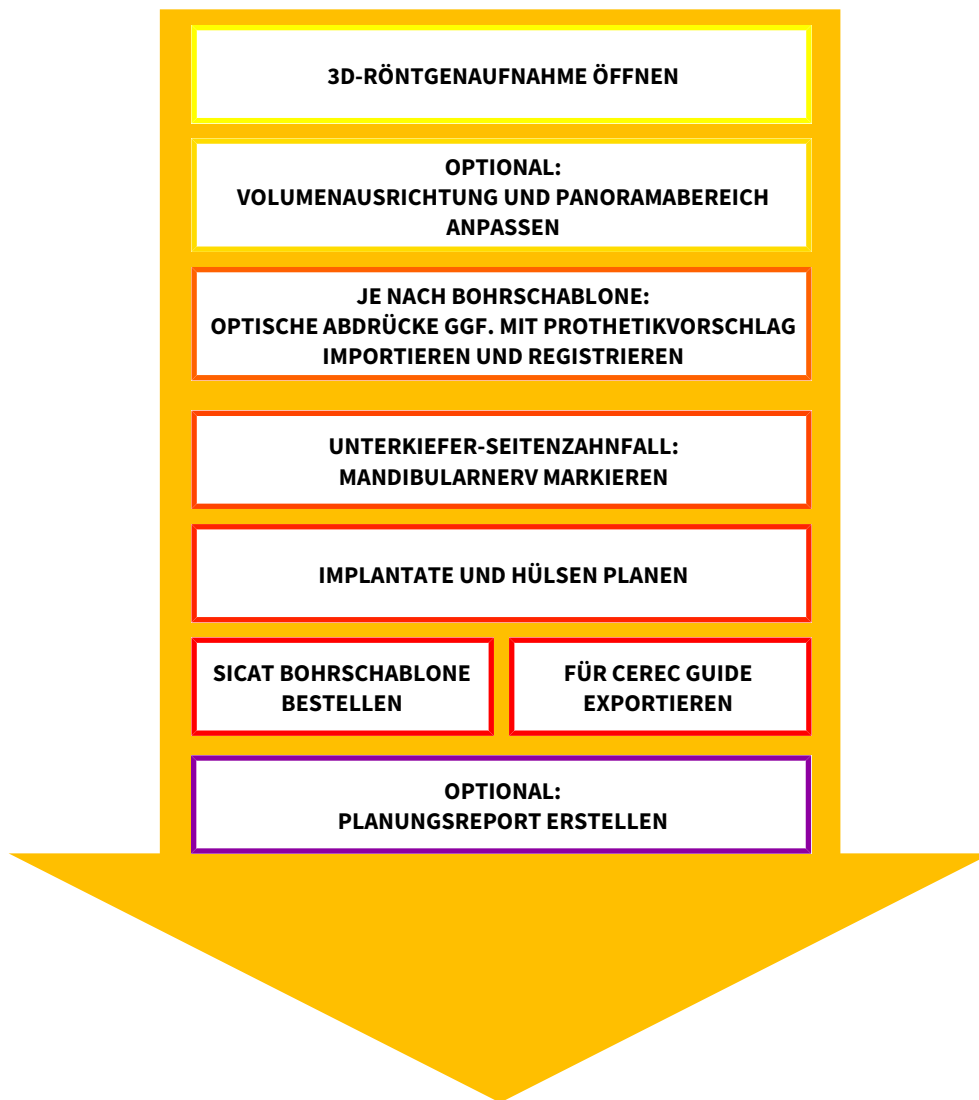 3D-RÖNTGENAUFNAHME ÖFFNEN
OPTIONAL:
VOLUMENAUSRICHTUNG UND PANORAMABEREICH
ANPASSEN
JE NACH BOHRSCHABLONE:
OPTISCHE ABDRÜCKE GGF. MIT PROTHETIKVORSCHLAG
IMPORTIEREN UND REGISTRIEREN
UNTERKIEFER-SEITENZAHNFALL:
MANDIBULARNERV MARKIEREN
IMPLANTATE UND HÜLSEN PLANEN
SICAT BOHRSCHABLONE
BESTELLEN
FÜR CEREC GUIDE
EXPORTIEREN
OPTIONAL:
PLANUNGSREPORT ERSTELLEN